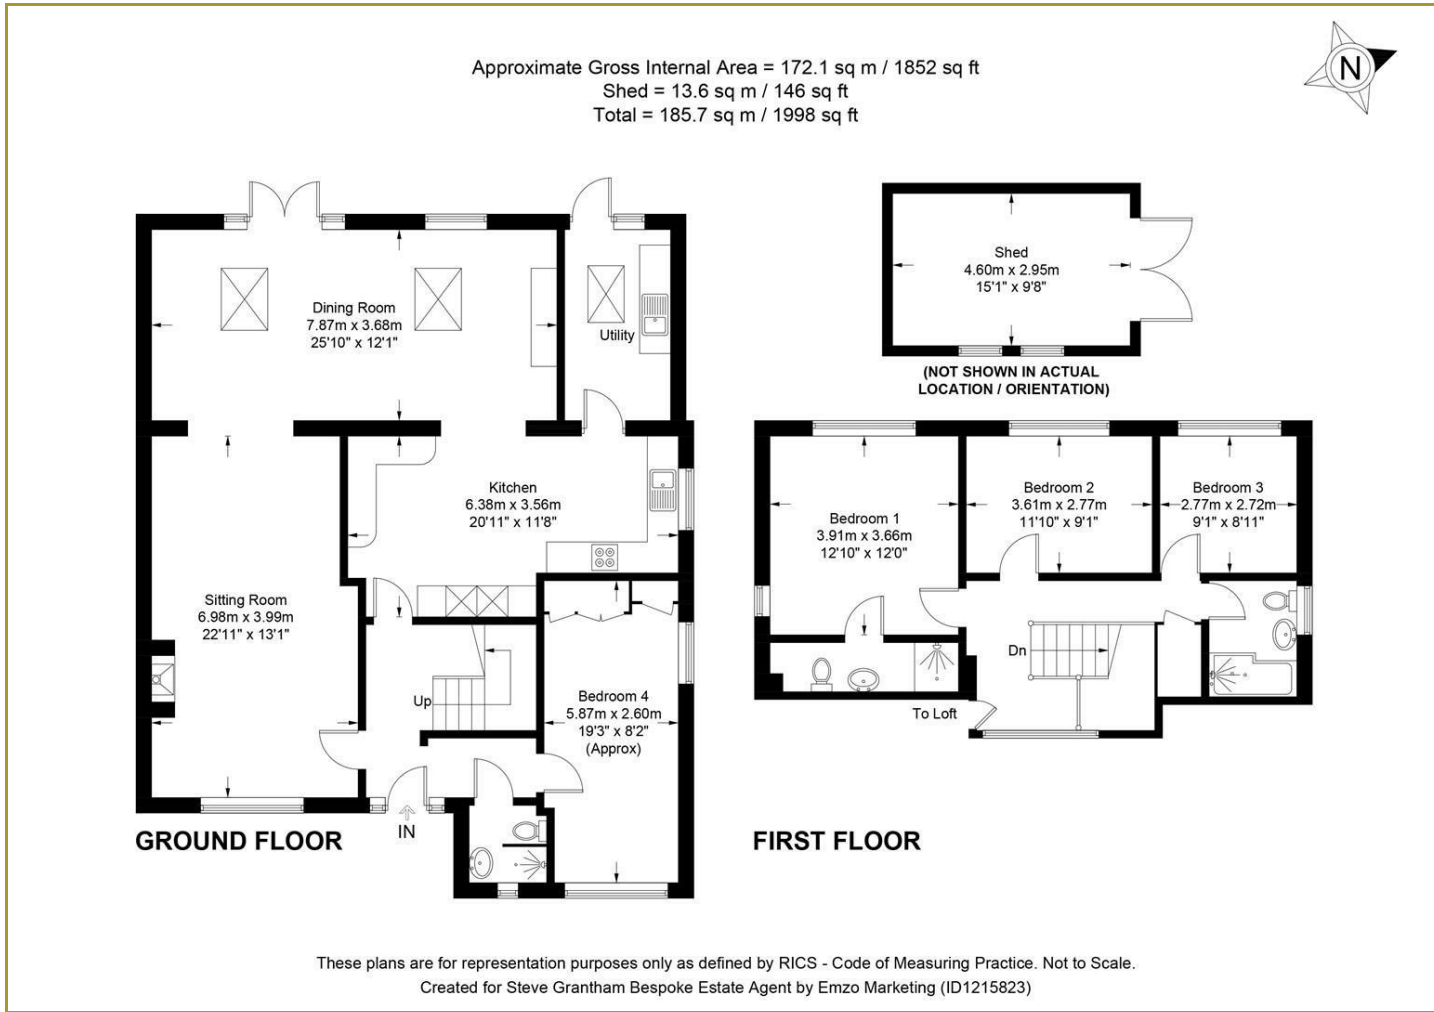 Approximate Gross Internal Area = 172.1 sq m / 1852 sq ft
Shed = 13.6 sq m / 146 sq ft
Total = 185.7 sq m / 1998 sq ft
N
Dining Room
7.87m x 3.68m
25'10" x 12'1"
Utility
Shed
4.60m x 2.95m
15'1" x 9'8"
(NOT SHOWN IN ACTUAL
LOCATION / ORIENTATION)
Kitchen
6.38m x 3.56m
20'11" x 11'8"
Sitting Room
6.98m x 3.99m
22'11" x 13'1"
Up
Bedroom 4
5.87m x 2.60m
19'3" x 8'2"
(Approx)
IN
GROUND FLOOR
Bedroom 1
3.91m x 3.66m
12'10" x 12'0"
Bedroom 2
3.61m x 2.77m
11'10" x 9'1"
Bedroom 3
2.77m x 2.72m
9'1" x 8'11"
Dn
To Loft
FIRST FLOOR
These plans are for representation purposes only as defined by RICS - Code of Measuring Practice. Not to Scale.
Created for Steve Grantham Bespoke Estate Agent by Emzo Marketing (ID1215823)